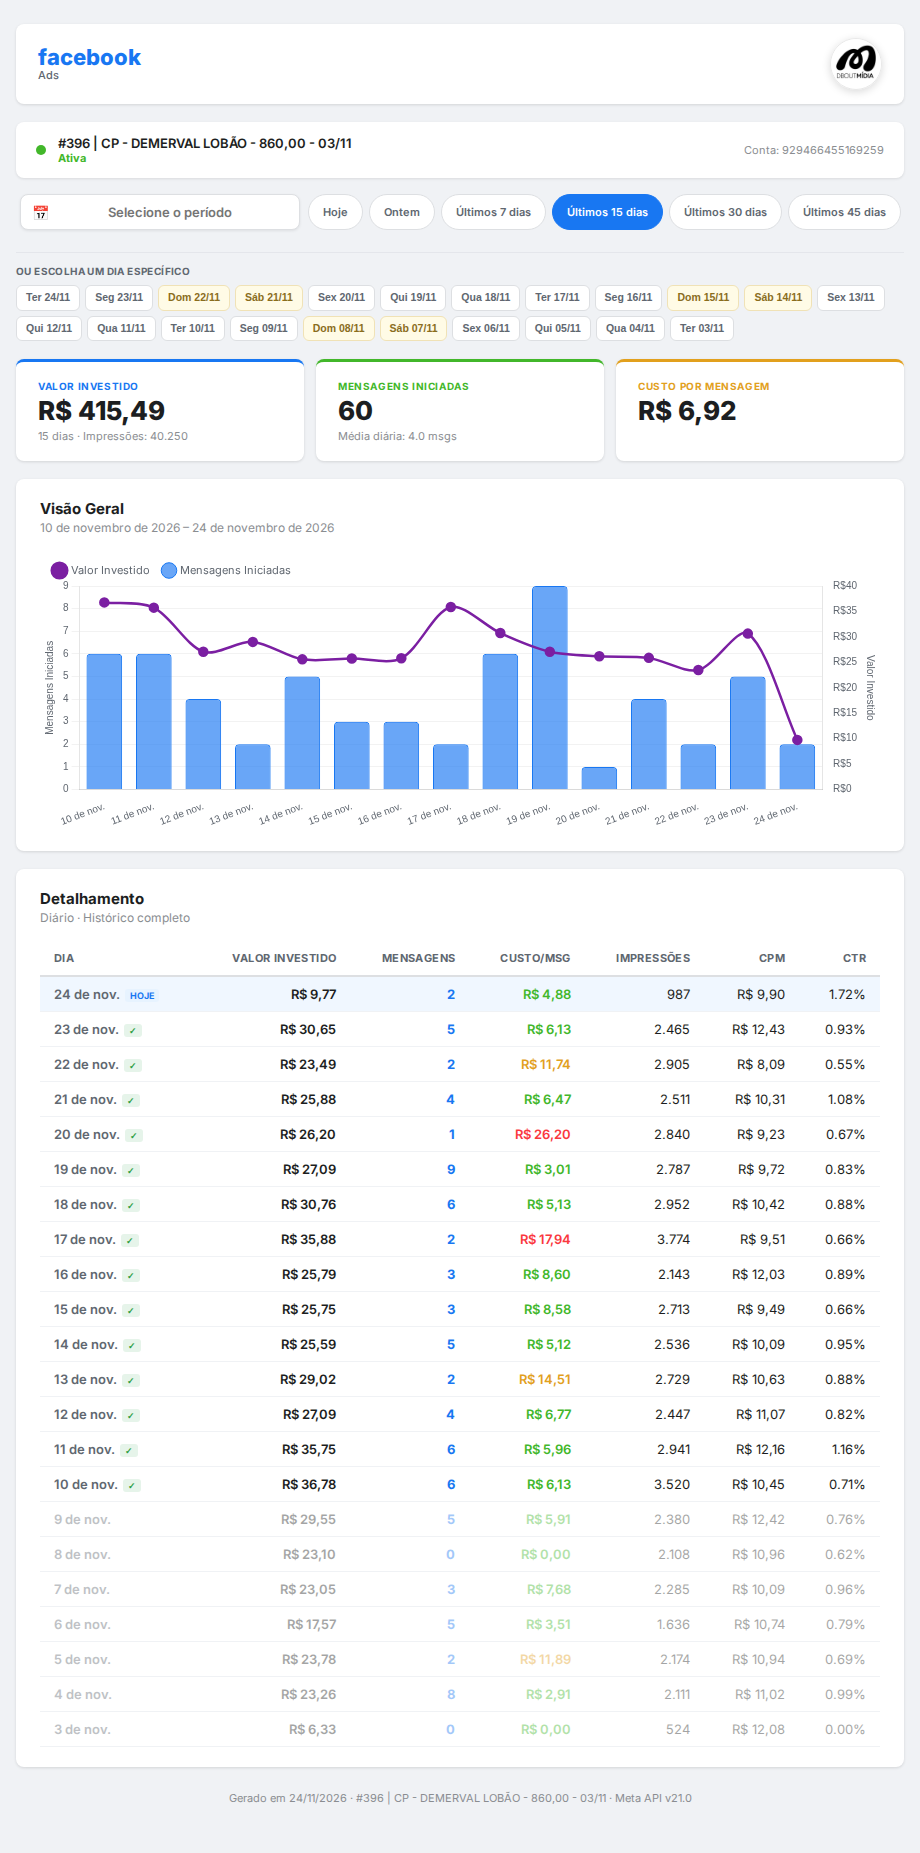 facebook
Ads
DBOUTMÍDIA
#396 | CP - DEMERVAL LOBÃO - 860,00 - 03/11
Ativa
Conta: 929466455169259
📅 Selecione o período Hoje Ontem Últimos 7 dias Últimos 15 dias Últimos 30 dias Últimos 45 dias
OU ESCOLHA UM DIA ESPECÍFICO
Ter 24/11 Seg 23/11 Dom 22/11 Sáb 21/11 Sex 20/11 Qui 19/11 Qua 18/11 Ter 17/11 Seg 16/11 Dom 15/11 Sáb 14/11 Sex 13/11
Qui 12/11 Qua 11/11 Ter 10/11 Seg 09/11 Dom 08/11 Sáb 07/11 Sex 06/11 Qui 05/11 Qua 04/11 Ter 03/11
VALOR INVESTIDO
R$ 415,49
15 dias · Impressões: 40.250
MENSAGENS INICIADAS
60
Média diária: 4.0 msgs
CUSTO POR MENSAGEM
R$ 6,92
Visão Geral
10 de novembro de 2026 – 24 de novembro de 2026
Valor Investido Mensagens Iniciadas
Mensagens Iniciadas
9
8
7
6
5
4
3
2
1
0
R$40
R$35
R$30
R$25
R$20
R$15
R$10
R$5
R$0
Valor Investido
10 de nov. 11 de nov. 12 de nov. 13 de nov. 14 de nov. 15 de nov. 16 de nov. 17 de nov. 18 de nov. 19 de nov. 20 de nov. 21 de nov. 22 de nov. 23 de nov. 24 de nov.
Detalhamento
Diário · Histórico completo
DIA VALOR INVESTIDO MENSAGENS CUSTO/MSG IMPRESSÕES CPM CTR
24 de nov. HOJE R$ 9,77 2 R$ 4,88 987 R$ 9,90 1.72%
23 de nov. ✓ R$ 30,65 5 R$ 6,13 2.465 R$ 12,43 0.93%
22 de nov. ✓ R$ 23,49 2 R$ 11,74 2.905 R$ 8,09 0.55%
21 de nov. ✓ R$ 25,88 4 R$ 6,47 2.511 R$ 10,31 1.08%
20 de nov. ✓ R$ 26,20 1 R$ 26,20 2.840 R$ 9,23 0.67%
19 de nov. ✓ R$ 27,09 9 R$ 3,01 2.787 R$ 9,72 0.83%
18 de nov. ✓ R$ 30,76 6 R$ 5,13 2.952 R$ 10,42 0.88%
17 de nov. ✓ R$ 35,88 2 R$ 17,94 3.774 R$ 9,51 0.66%
16 de nov. ✓ R$ 25,79 3 R$ 8,60 2.143 R$ 12,03 0.89%
15 de nov. ✓ R$ 25,75 3 R$ 8,58 2.713 R$ 9,49 0.66%
14 de nov. ✓ R$ 25,59 5 R$ 5,12 2.536 R$ 10,09 0.95%
13 de nov. ✓ R$ 29,02 2 R$ 14,51 2.729 R$ 10,63 0.88%
12 de nov. ✓ R$ 27,09 4 R$ 6,77 2.447 R$ 11,07 0.82%
11 de nov. ✓ R$ 35,75 6 R$ 5,96 2.941 R$ 12,16 1.16%
10 de nov. ✓ R$ 36,78 6 R$ 6,13 3.520 R$ 10,45 0.71%
9 de nov. R$ 29,55 5 R$ 5,91 2.380 R$ 12,42 0.76%
8 de nov. R$ 23,10 0 R$ 0,00 2.108 R$ 10,96 0.62%
7 de nov. R$ 23,05 3 R$ 7,68 2.285 R$ 10,09 0.96%
6 de nov. R$ 17,57 5 R$ 3,51 1.636 R$ 10,74 0.79%
5 de nov. R$ 23,78 2 R$ 11,89 2.174 R$ 10,94 0.69%
4 de nov. R$ 23,26 8 R$ 2,91 2.111 R$ 11,02 0.99%
3 de nov. R$ 6,33 0 R$ 0,00 524 R$ 12,08 0.00%
Gerado em 24/11/2026 · #396 | CP - DEMERVAL LOBÃO - 860,00 - 03/11 · Meta API v21.0